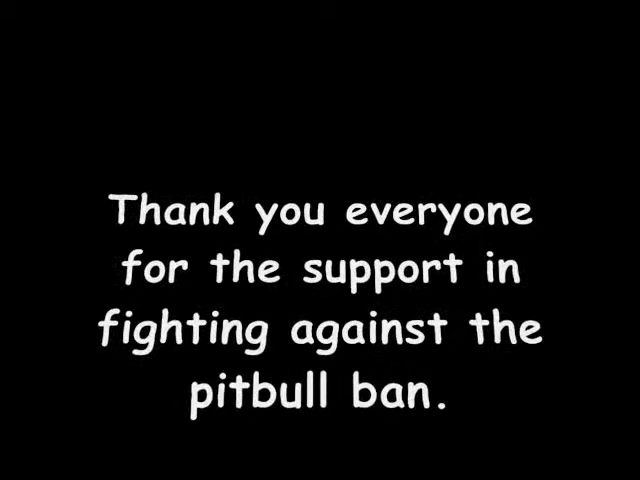 Thank you everyone
for the support in
fighting against the
pitbull ban.